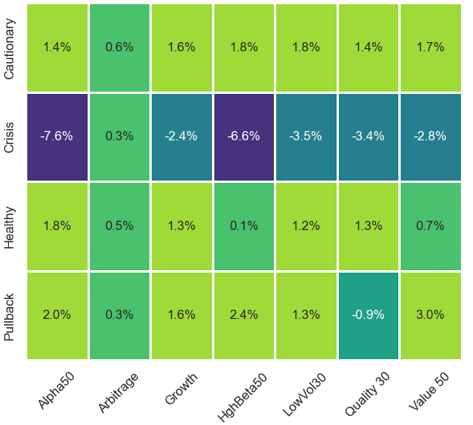 Cautionary 1.4% 0.6% 1.6% 1.8% 1.8% 1.4% 1.7%
Crisis -7.6% 0.3% -2.4% -6.6% -3.5% -3.4% -2.8%
Healthy 1.8% 0.5% 1.3% 0.1% 1.2% 1.3% 0.7%
Pullback 2.0% 0.3% 1.6% 2.4% 1.3% -0.9% 3.0%
Alpha50 Arbitrage Growth HghBeta50 LowVol30 Quality 30 Value 50